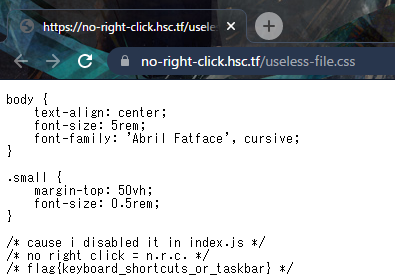 https://no-right-click.hsc.tf/usele
no-right-click.hsc.tf/useless-file.css
body {
    text-align: center;
    font-size: 5rem;
    font-family: 'Abril Fatface', cursive;
}
.small {
    margin-top: 50vh;
    font-size: 0.5rem;
}
/* cause i disabled it in index.js */
/* no right click = n.r.c. */
/* flag{keyboard_shortcuts_or_taskbar} */